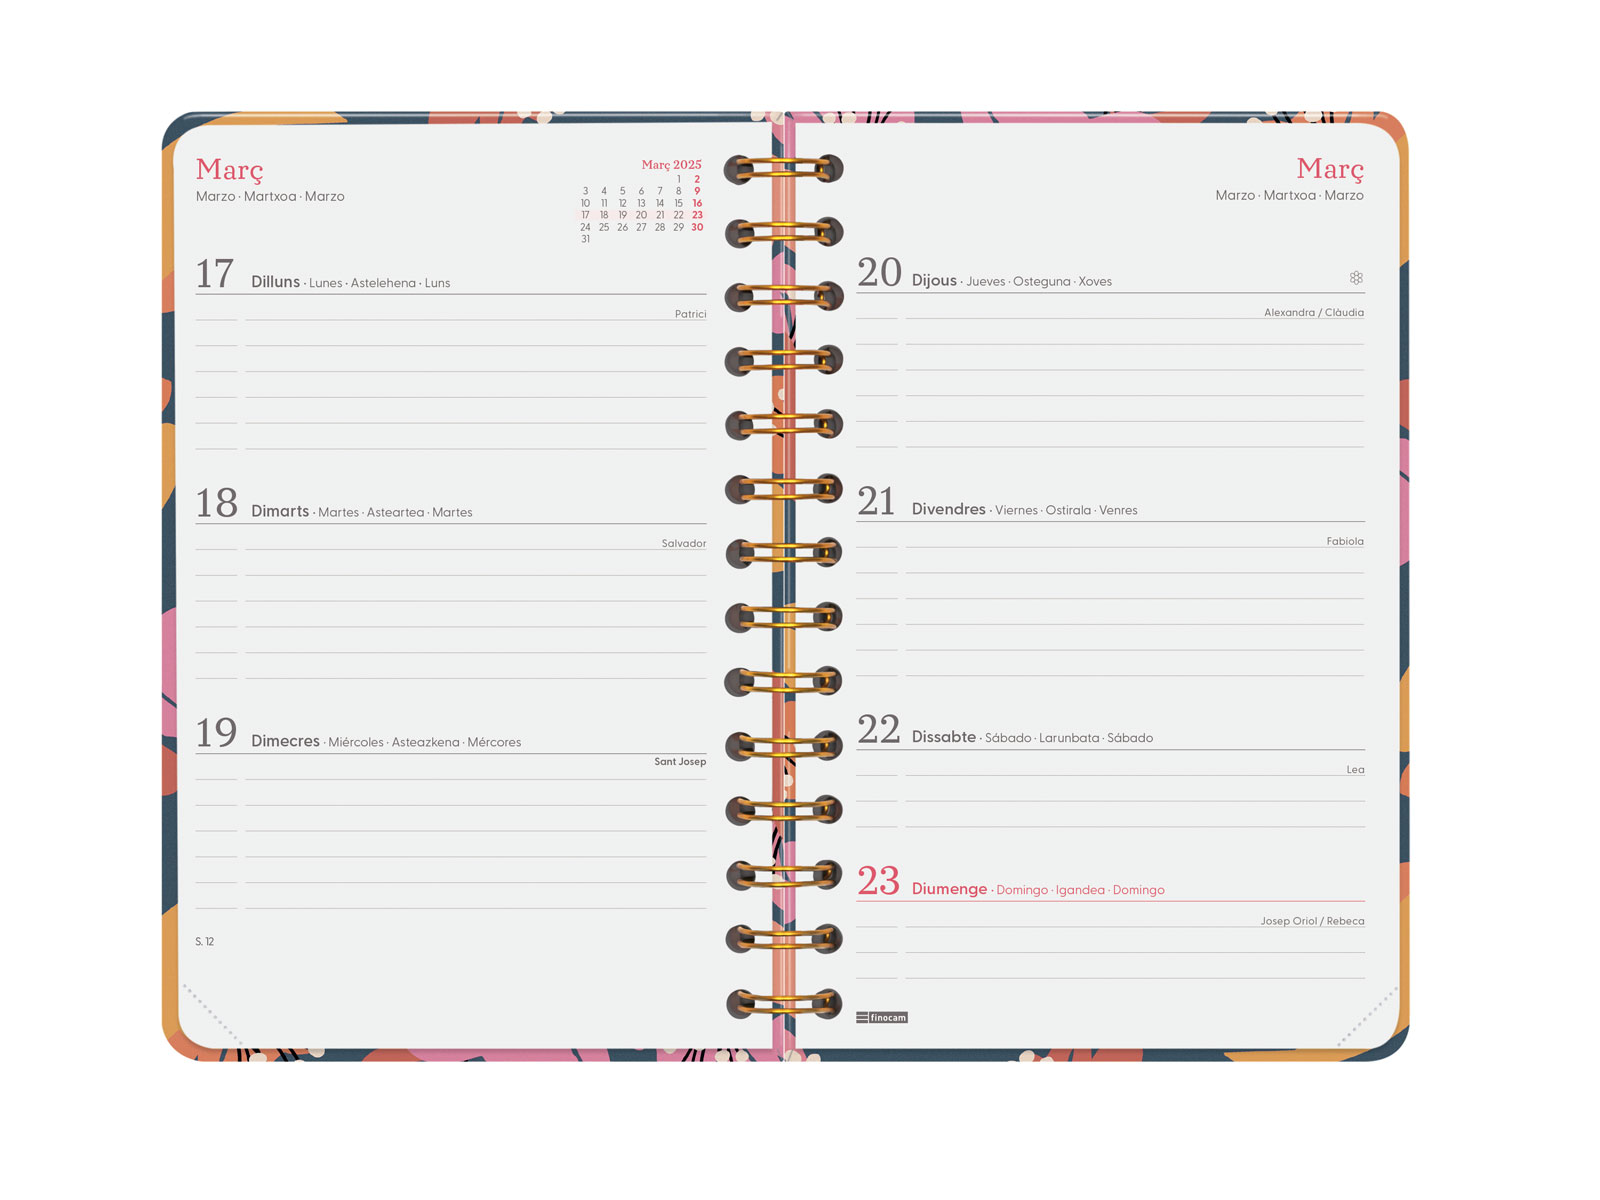 Març
Marzo · Martxoa · Marzo
Març 2025
1 2
3 4 5 6 7 8 9
10 11 12 13 14 15 16
17 18 19 20 21 22 23
24 25 26 27 28 29 30
31
17 Dilluns · Lunes · Astelehena · Luns
Patrici
18 Dimarts · Martes · Asteartea · Martes
Salvador
19 Dimecres · Miércoles · Asteazkena · Mércores
Sant Josep
S. 12
Març
Marzo · Martxoa · Marzo
20 Dijous · Jueves · Osteguna · Xoves
Alexandra / Clàudia
21 Divendres · Viernes · Ostirala · Venres
Fabiola
22 Dissabte · Sábado · Larunbata · Sábado
Lea
23 Diumenge · Domingo · Igandea · Domingo
Josep Oriol / Rebeca
finocam